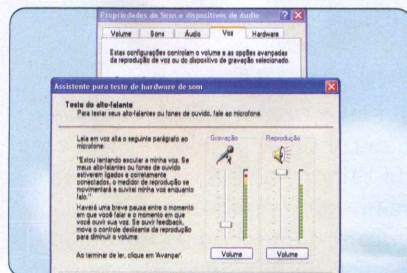 Propriedades de Sons e dispositivos de áudio
Volume Sons Áudio Voz Hardware
Estas configurações controlam o volume e as opções avançadas
da reprodução de voz ou do dispositivo de gravação selecionado.
Assistente para teste de hardware de som
Teste do alto-falante
Para testar seus alto-falantes ou fones de ouvido, fale ao microfone.
Leia em voz alta o seguinte parágrafo ao
microfone:
"Estou tentando escutar a minha voz. Se
meus alto-falantes ou fones de ouvido
estiverem ligados e corretamente
conectados, o medidor de reprodução se
movimentará e ouvirei minha voz enquanto
falo."
Haverá uma breve pausa entre o momento
em que você falar e o momento em que
você ouvir sua voz. Se ouvir feedback,
mova o controle deslizante da reprodução
para diminuir o volume.
Ao terminar de ler, clique em 'Avançar'.
Gravação Reprodução
Volume Volume